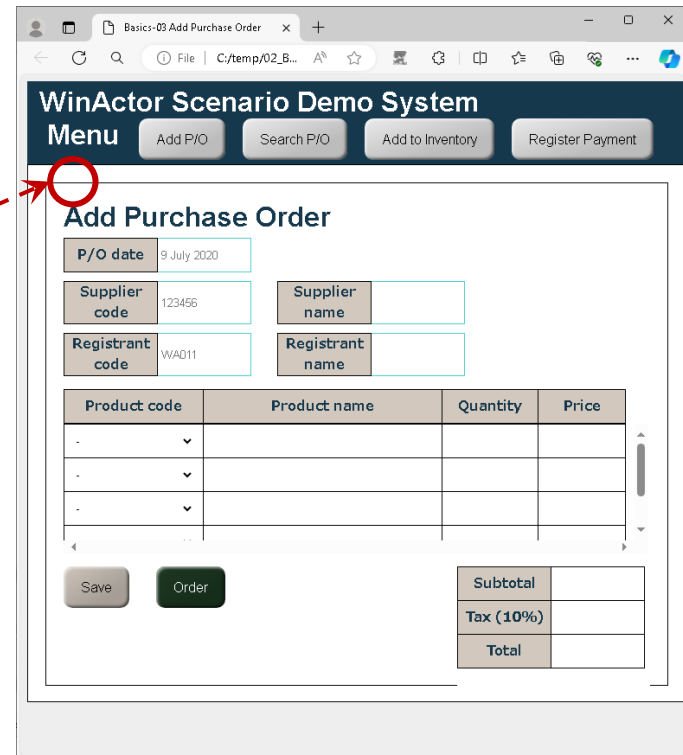 Basics-03 Add Purchase Order
File | C:/temp/02_B...
WinActor Scenario Demo System
Menu Add P/O Search P/O Add to Inventory Register Payment
Add Purchase Order
P/O date 9 July 2020
Supplier code 123456 Supplier name
Registrant code WA011 Registrant name
Product code Product name Quantity Price
-
-
-
Save Order
Subtotal
Tax (10%)
Total